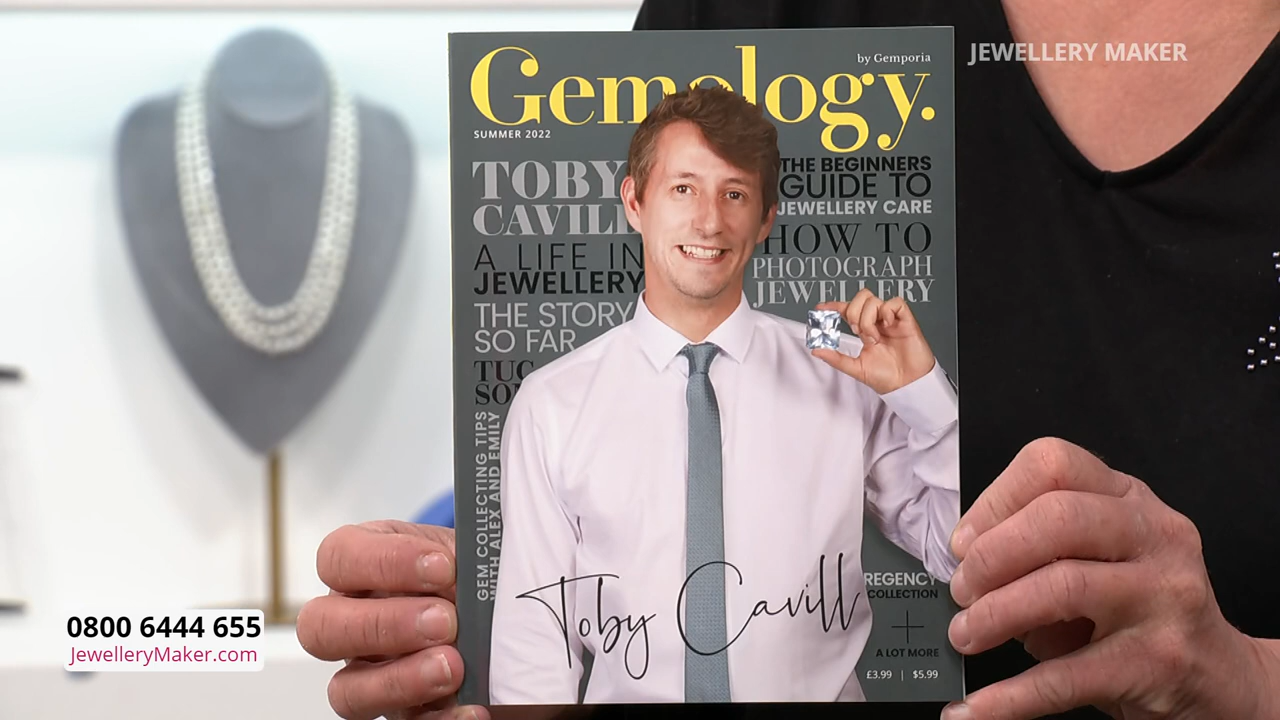 JEWELLERY MAKER
Gemology.
by Gemporia
SUMMER 2022
TOBY
CAVILL
A LIFE IN
JEWELLERY
THE STORY
SO FAR
TUC
SON
GEM COLLECTING TIPS
WITH ALEX AND EMILY
THE BEGINNERS
GUIDE TO
JEWELLERY CARE
HOW TO
PHOTOGRAPH
JEWELLERY
Toby Cavill
REGENCY
COLLECTION
+
A LOT MORE
£3.99 | $5.99
0800 6444 655
JewelleryMaker.com